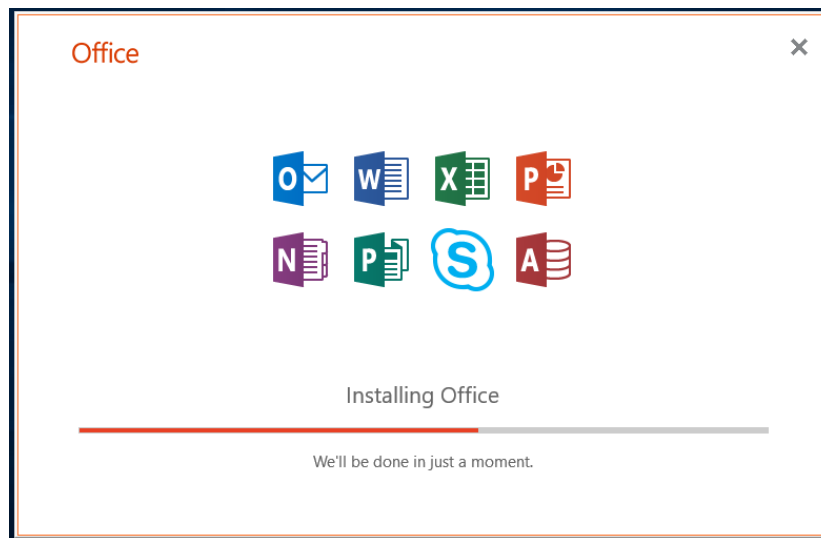 Office
O W X P
N P S A
Installing Office
We'll be done in just a moment.